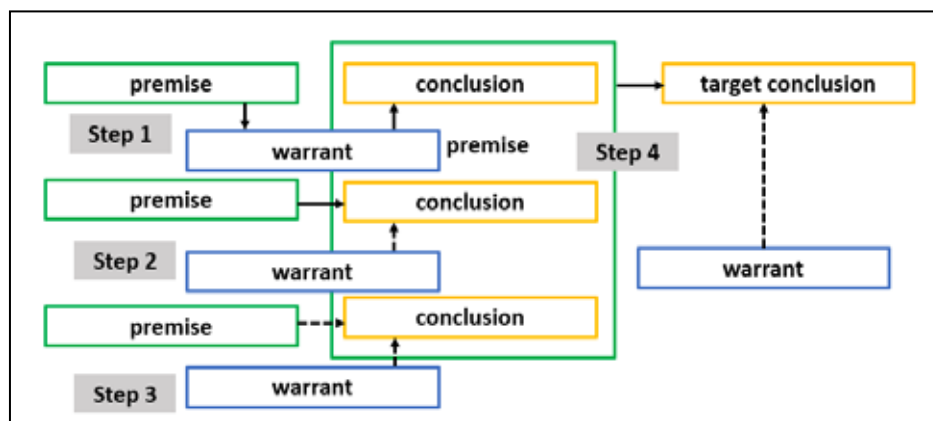 premise
conclusion
target conclusion
Step 1
warrant
premise
Step 4
premise
conclusion
Step 2
warrant
warrant
premise
conclusion
Step 3
warrant